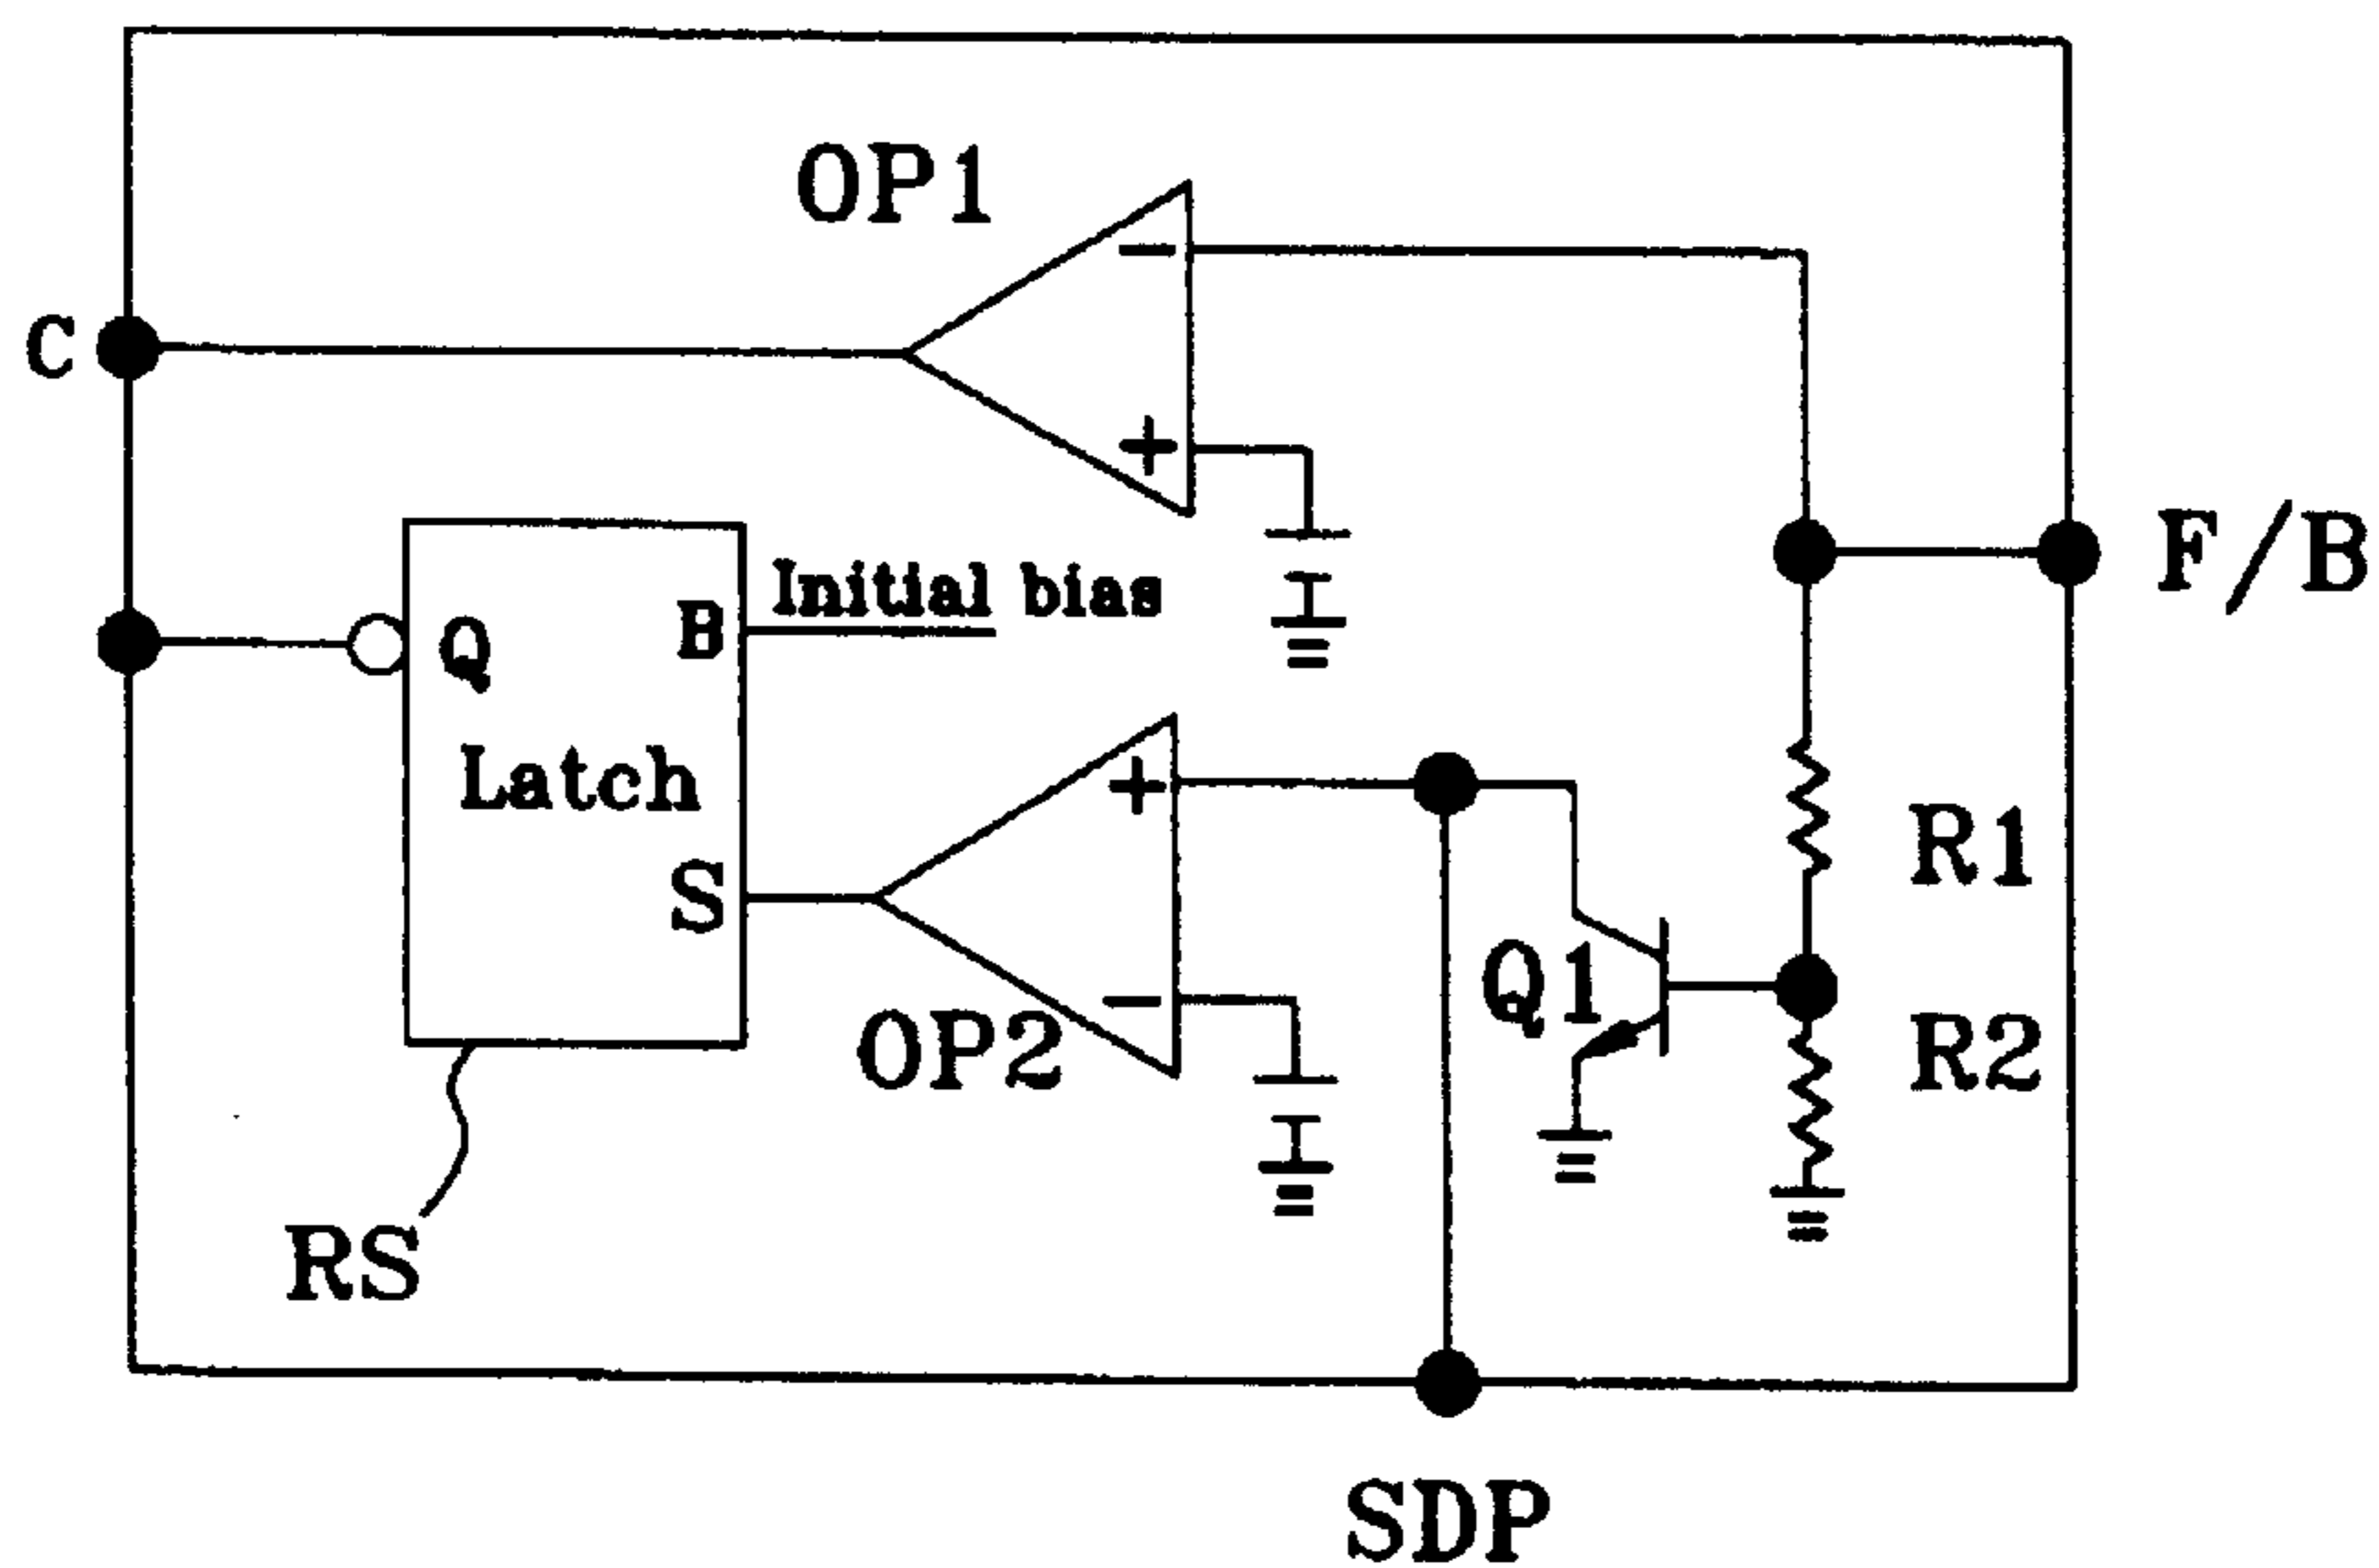 OP1
−
C
+
F/B
Initial bias
Q
B
Latch
+
R1
S
Q1
−
OP2
R2
RS
SDP